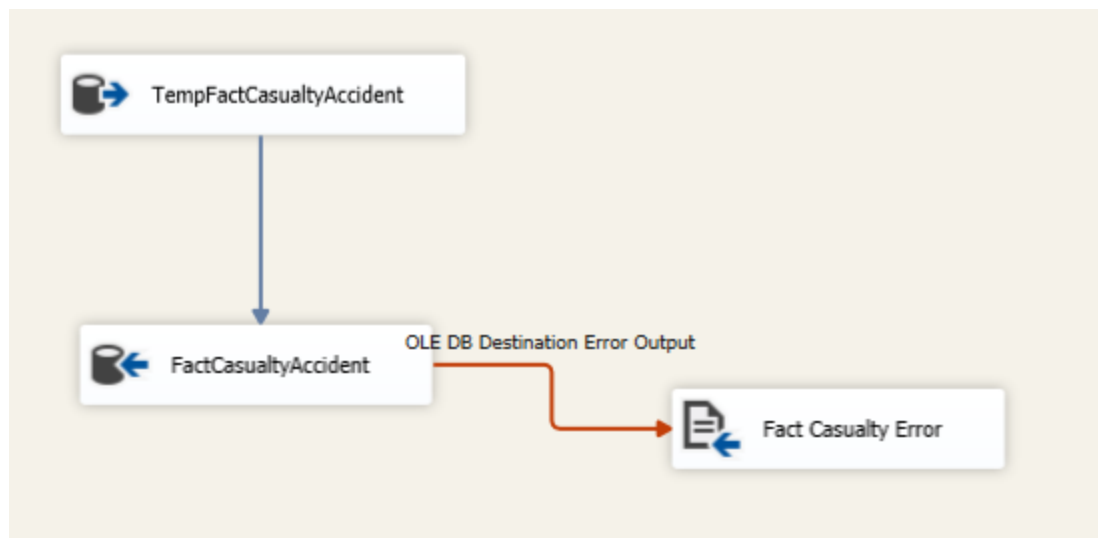 TempFactCasualtyAccident
OLE DB Destination Error Output
FactCasualtyAccident
Fact Casualty Error